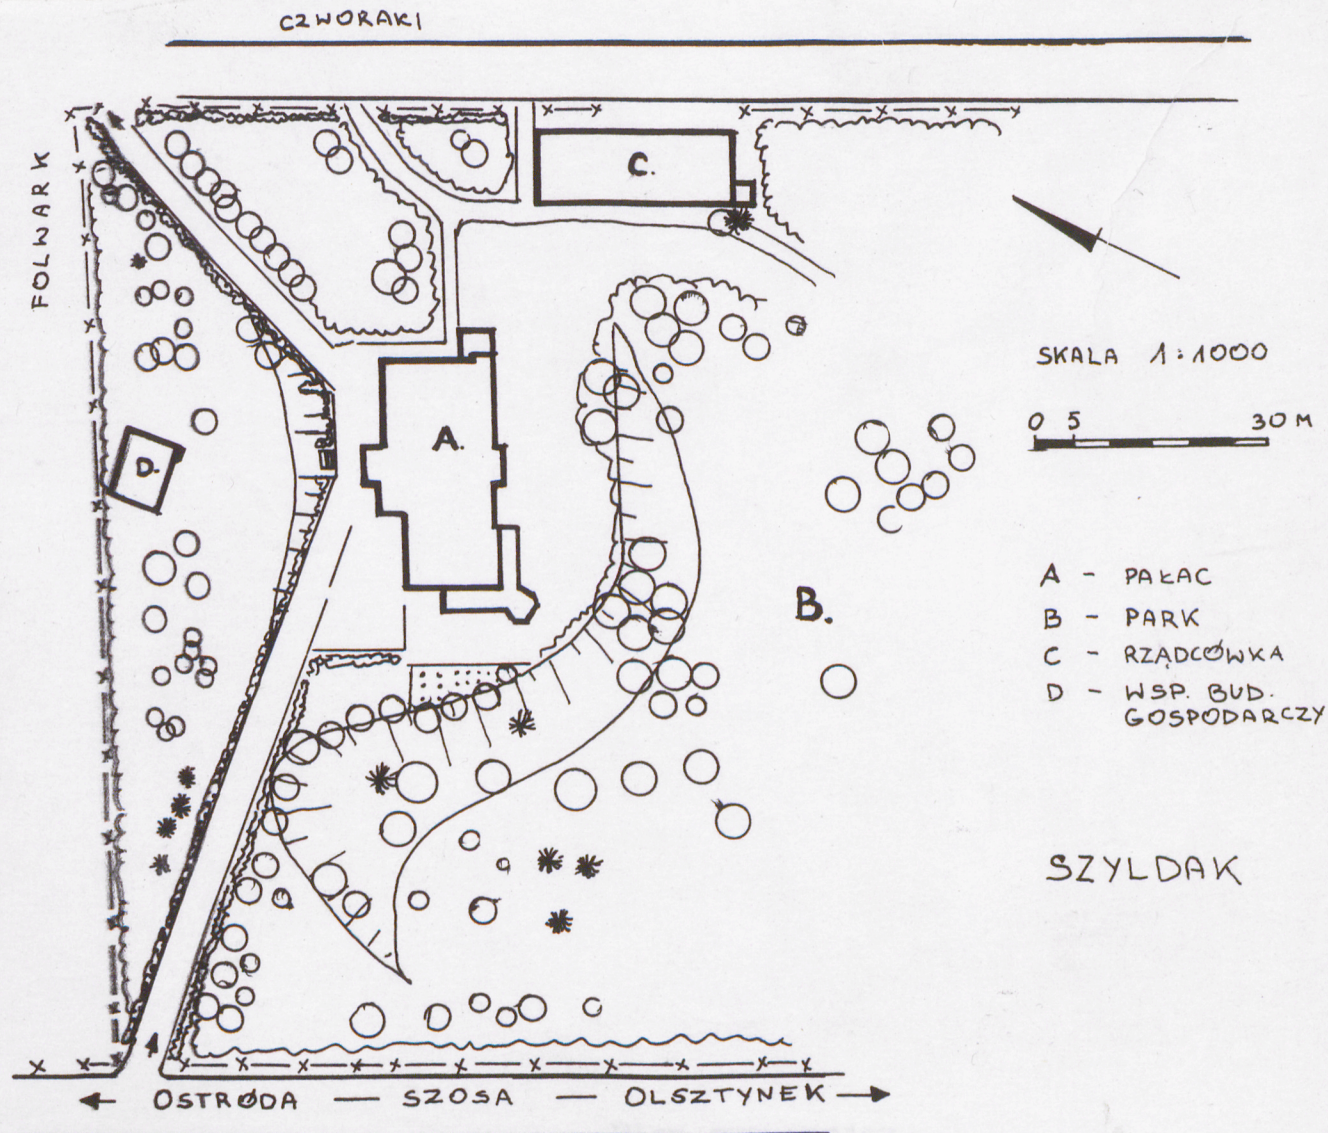 CZWORAKI
FOLWARK
C.
SKALA 1:1000
0 5 30 M
A.
D.
A - PAŁAC
B - PARK
C - RZĄDCÓWKA
D - WSP. BUD.
GOSPODARCZY
B.
SZYLDAK
OSTRÓDA — SZOSA — OLSZTYNEK